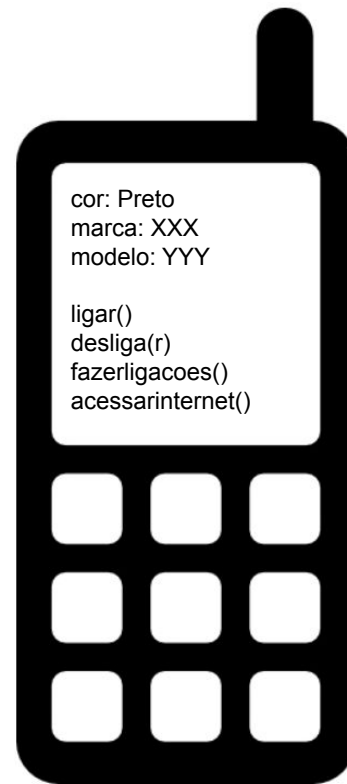 cor: Preto
marca: XXX
modelo: YYY
ligar()
desliga(r)
fazerligacoes()
acessarinternet()